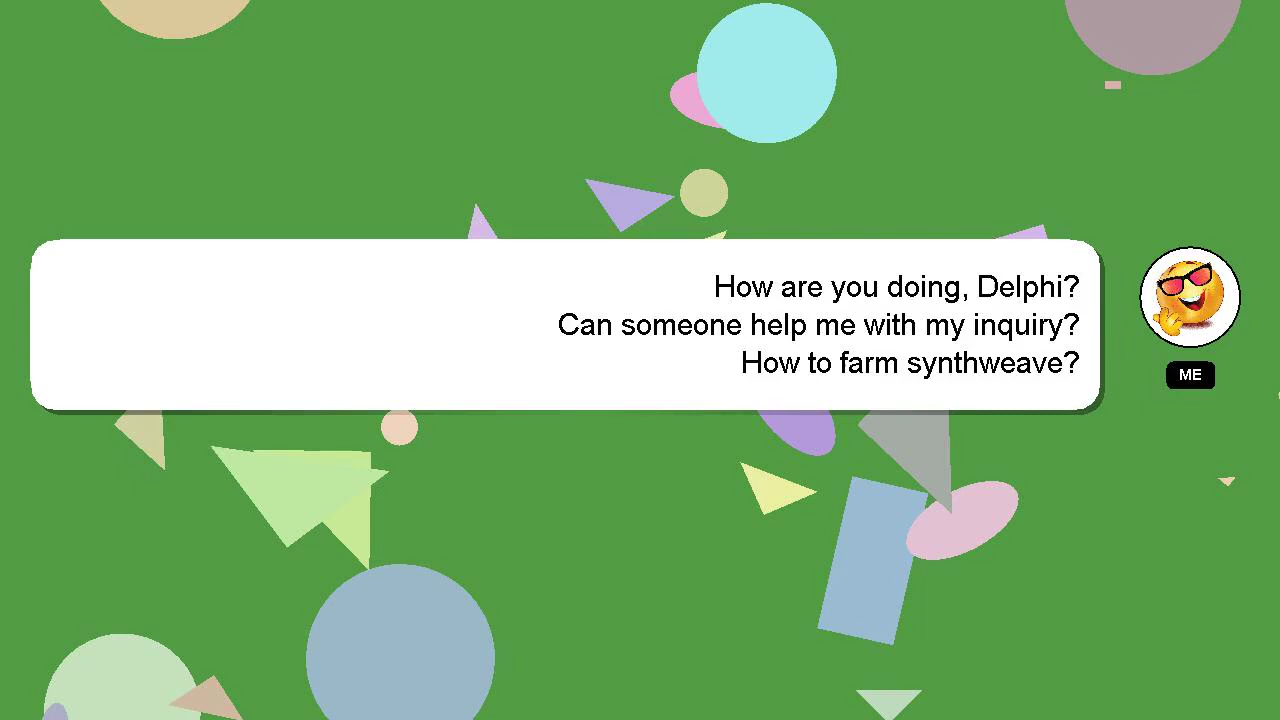 How are you doing, Delphi?
Can someone help me with my inquiry?
How to farm synthweave?
ME